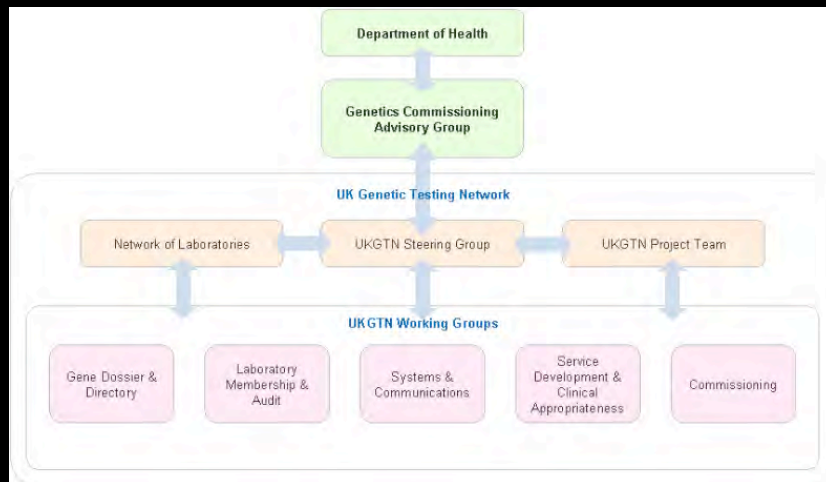 Department of Health
Genetics Commissioning
Advisory Group
UK Genetic Testing Network
Network of Laboratories
UKGTN Steering Group
UKGTN Project Team
UKGTN Working Groups
Gene Dossier &
Directory
Laboratory
Membership &
Audit
Systems &
Communications
Service
Development &
Clinical
Appropriateness
Commissioning